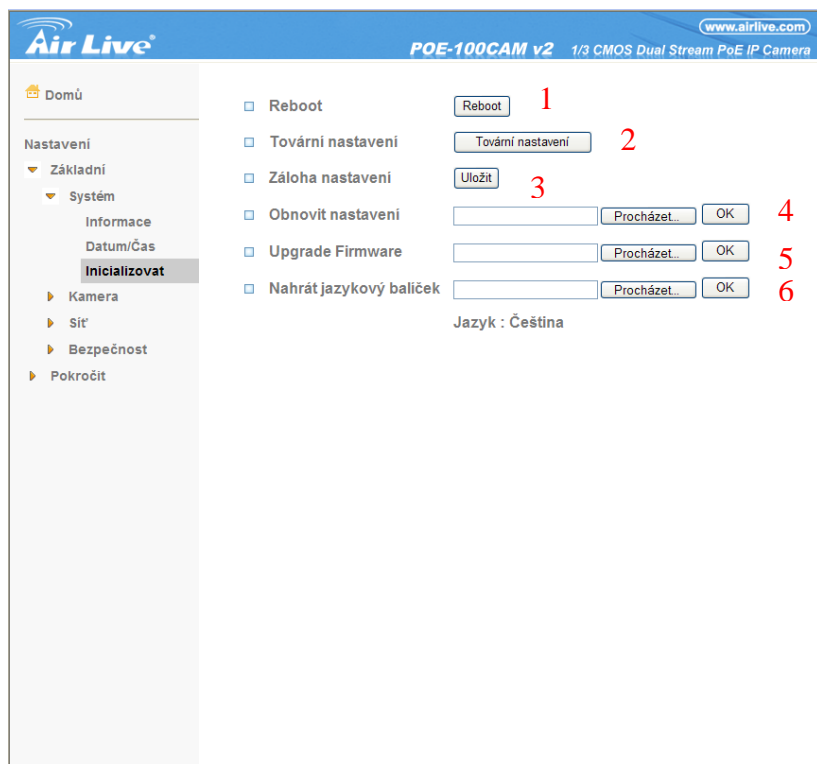 Air Live®
www.airlive.com
POE-100CAM v2 1/3 CMOS Dual Stream PoE IP Camera
Domů
Nastavení
Základní
Systém
Informace
Datum/Čas
Inicializovat
Kamera
Síť
Bezpečnost
Pokročit
Reboot Reboot 1
Tovární nastavení Tovární nastavení 2
Záloha nastavení Uložit 3
Obnovit nastavení Procházet... OK 4
Upgrade Firmware Procházet... OK 5
Nahrát jazykový balíček Procházet... OK 6
Jazyk : Čeština